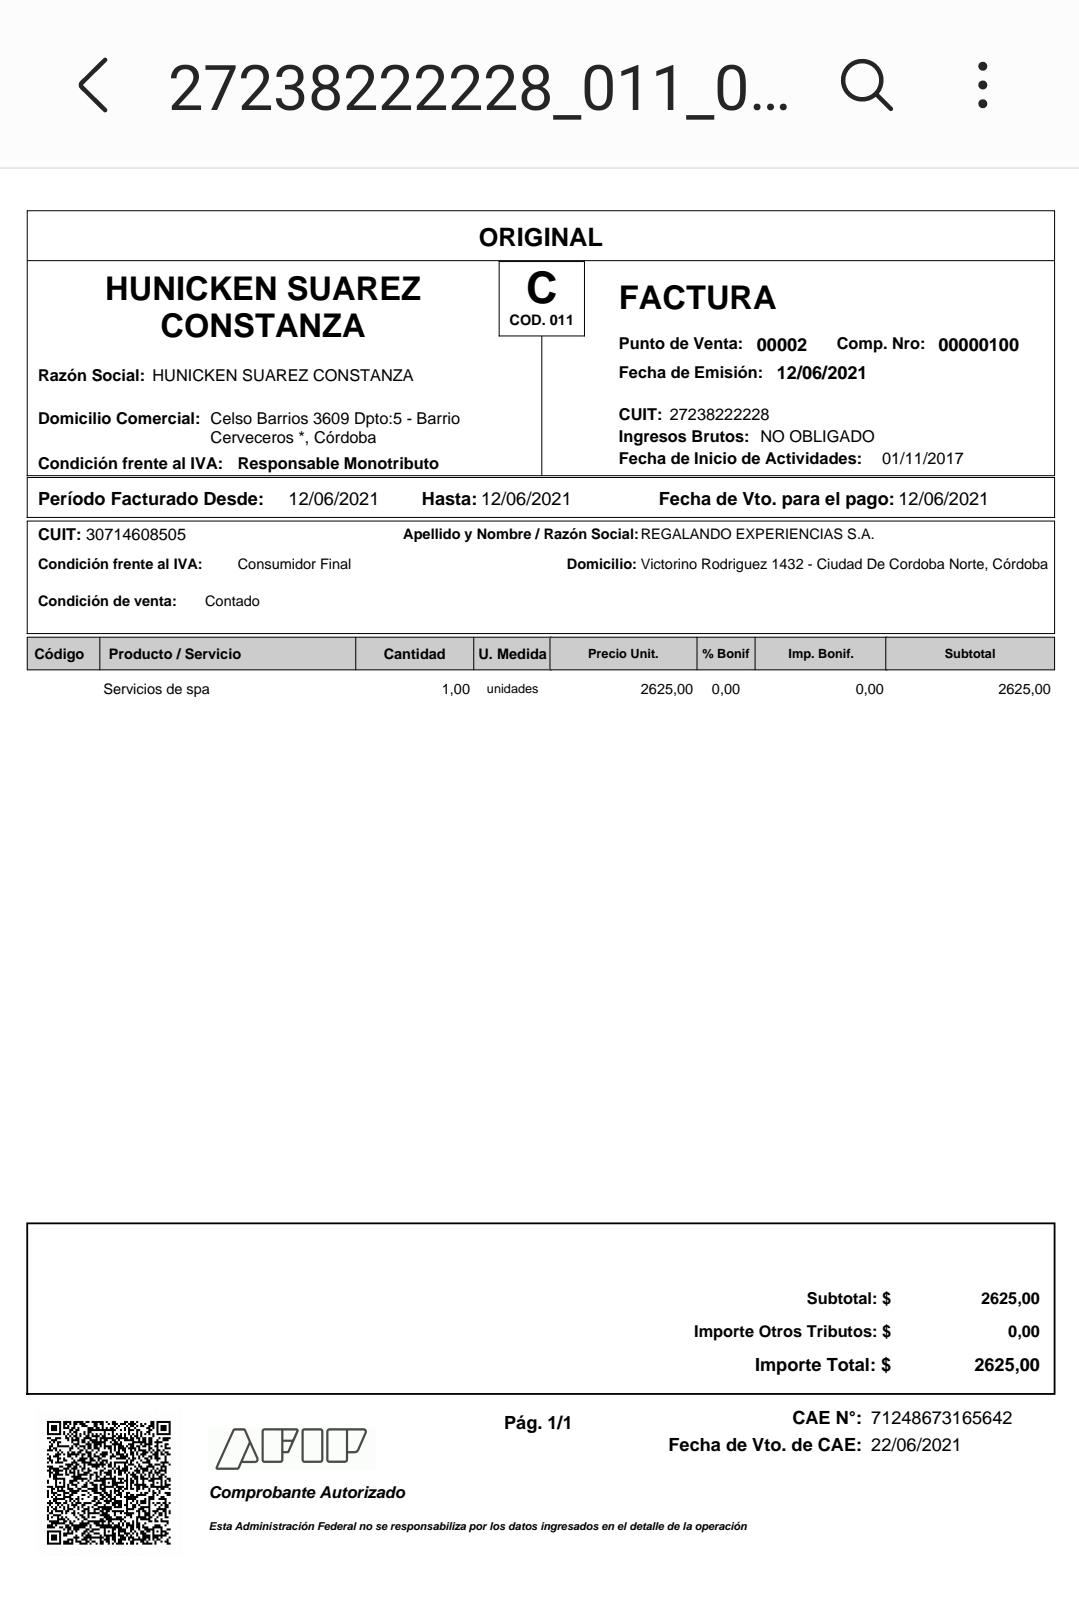 27238222228_011_0...
ORIGINAL
HUNICKEN SUAREZ
CONSTANZA
C
COD. 011
FACTURA
Punto de Venta: 00002 Comp. Nro: 00000100
Fecha de Emisión: 12/06/2021
Razón Social: HUNICKEN SUAREZ CONSTANZA
Domicilio Comercial: Celso Barrios 3609 Dpto:5 - Barrio
Cerveceros *, Córdoba
Condición frente al IVA: Responsable Monotributo
CUIT: 27238222228
Ingresos Brutos: NO OBLIGADO
Fecha de Inicio de Actividades: 01/11/2017
Período Facturado Desde: 12/06/2021 Hasta: 12/06/2021 Fecha de Vto. para el pago: 12/06/2021
CUIT: 30714608505 Apellido y Nombre / Razón Social: REGALANDO EXPERIENCIAS S.A.
Condición frente al IVA: Consumidor Final Domicilio: Victorino Rodriguez 1432 - Ciudad De Cordoba Norte, Córdoba
Condición de venta: Contado
Código Producto / Servicio Cantidad U. Medida Precio Unit. % Bonif Imp. Bonif. Subtotal
Servicios de spa 1,00 unidades 2625,00 0,00 0,00 2625,00
Subtotal: $ 2625,00
Importe Otros Tributos: $ 0,00
Importe Total: $ 2625,00
AFIP
Comprobante Autorizado
Esta Administración Federal no se responsabiliza por los datos ingresados en el detalle de la operación
Pág. 1/1
CAE N°: 71248673165642
Fecha de Vto. de CAE: 22/06/2021